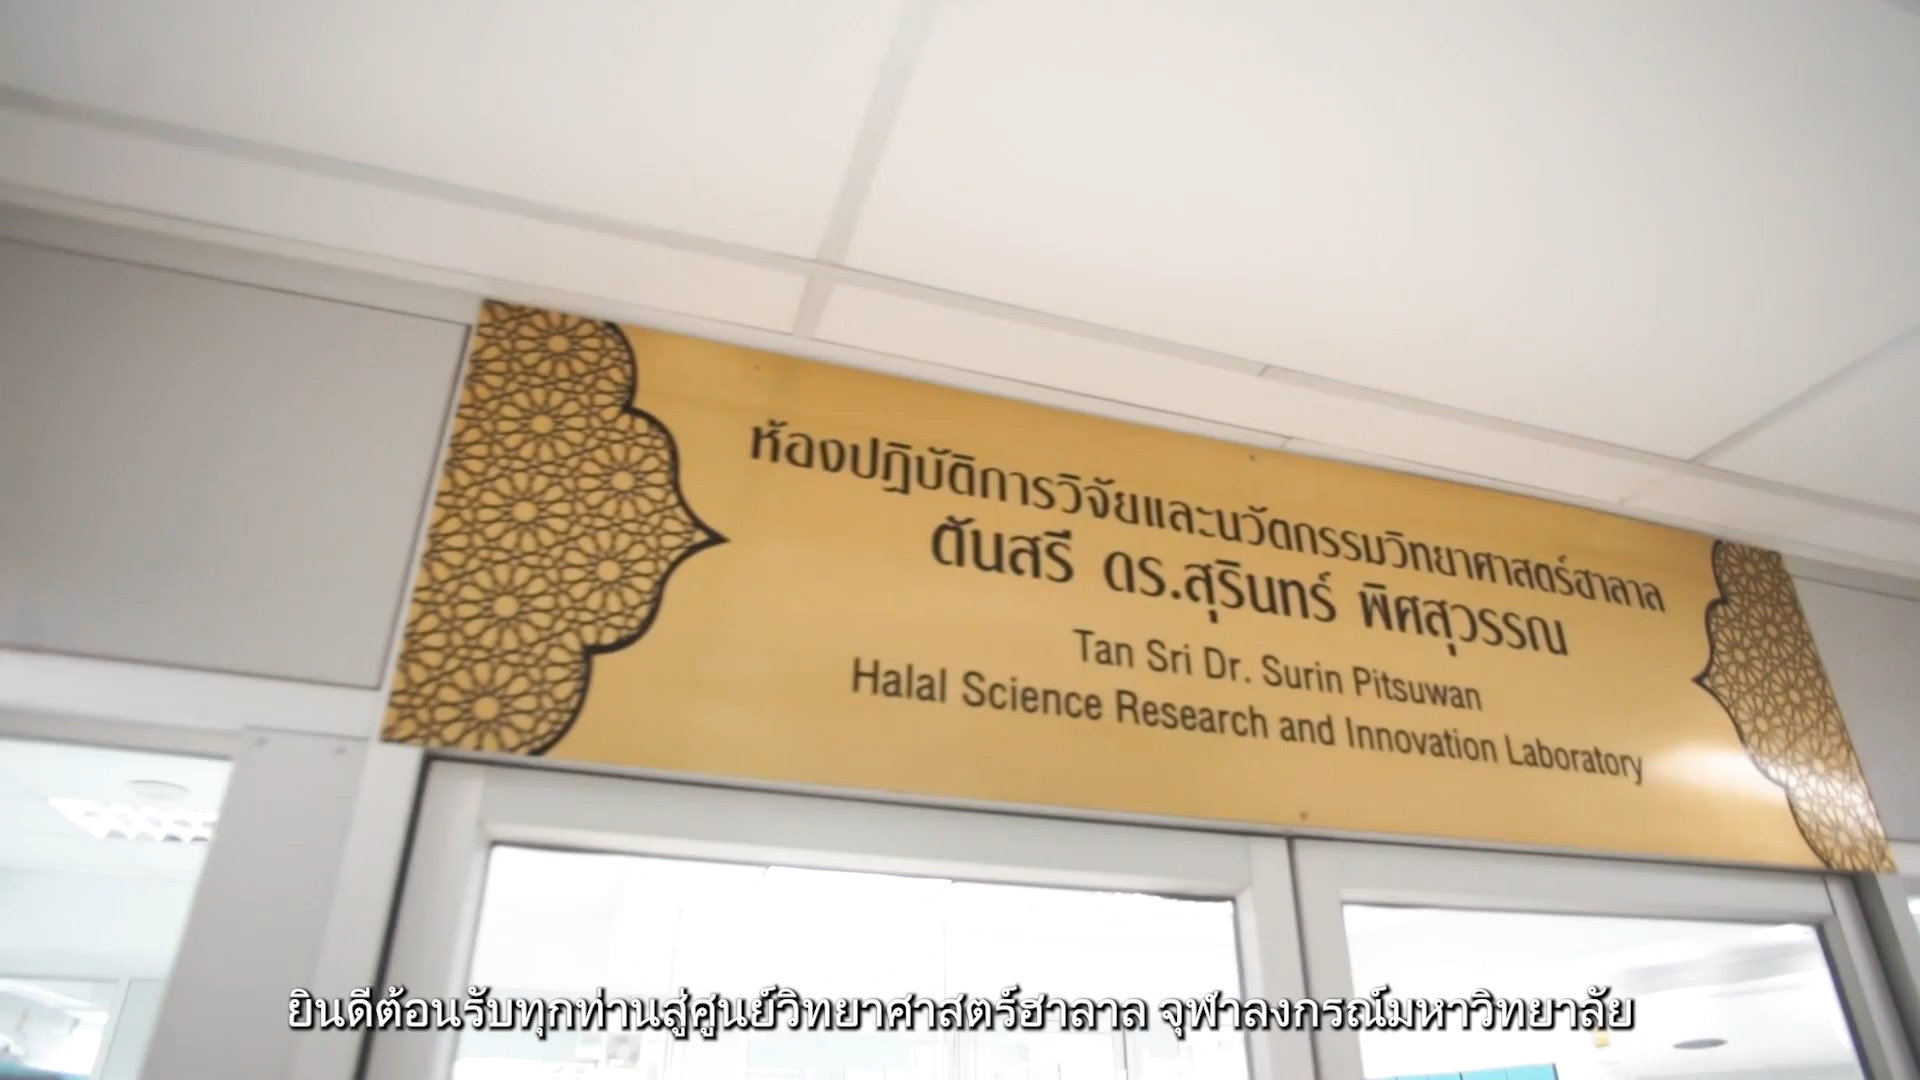 ห้องปฏิบัติการวิจัยและนวัตกรรมวิทยาศาสตร์ฮาลาล
ตันสรี ดร.สุรินทร์ พิศสุวรรณ
Tan Sri Dr. Surin Pitsuwan
Halal Science Research and Innovation Laboratory
ยินดีต้อนรับทุกท่านสู่ศูนย์วิทยาศาสตร์ฮาลาล จุฬาลงกรณ์มหาวิทยาลัย